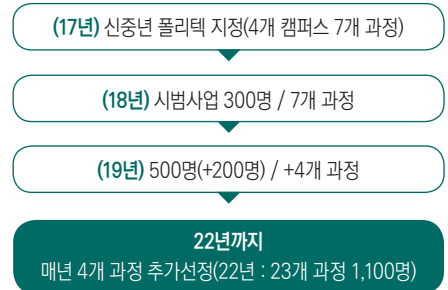 (17년) 신중년 폴리텍 지정(4개 캠퍼스 7개 과정)
(18년) 시범사업 300명 / 7개 과정
(19년) 500명(+200명) / +4개 과정
22년까지
매년 4개 과정 추가선정(22년 : 23개 과정 1,100명)